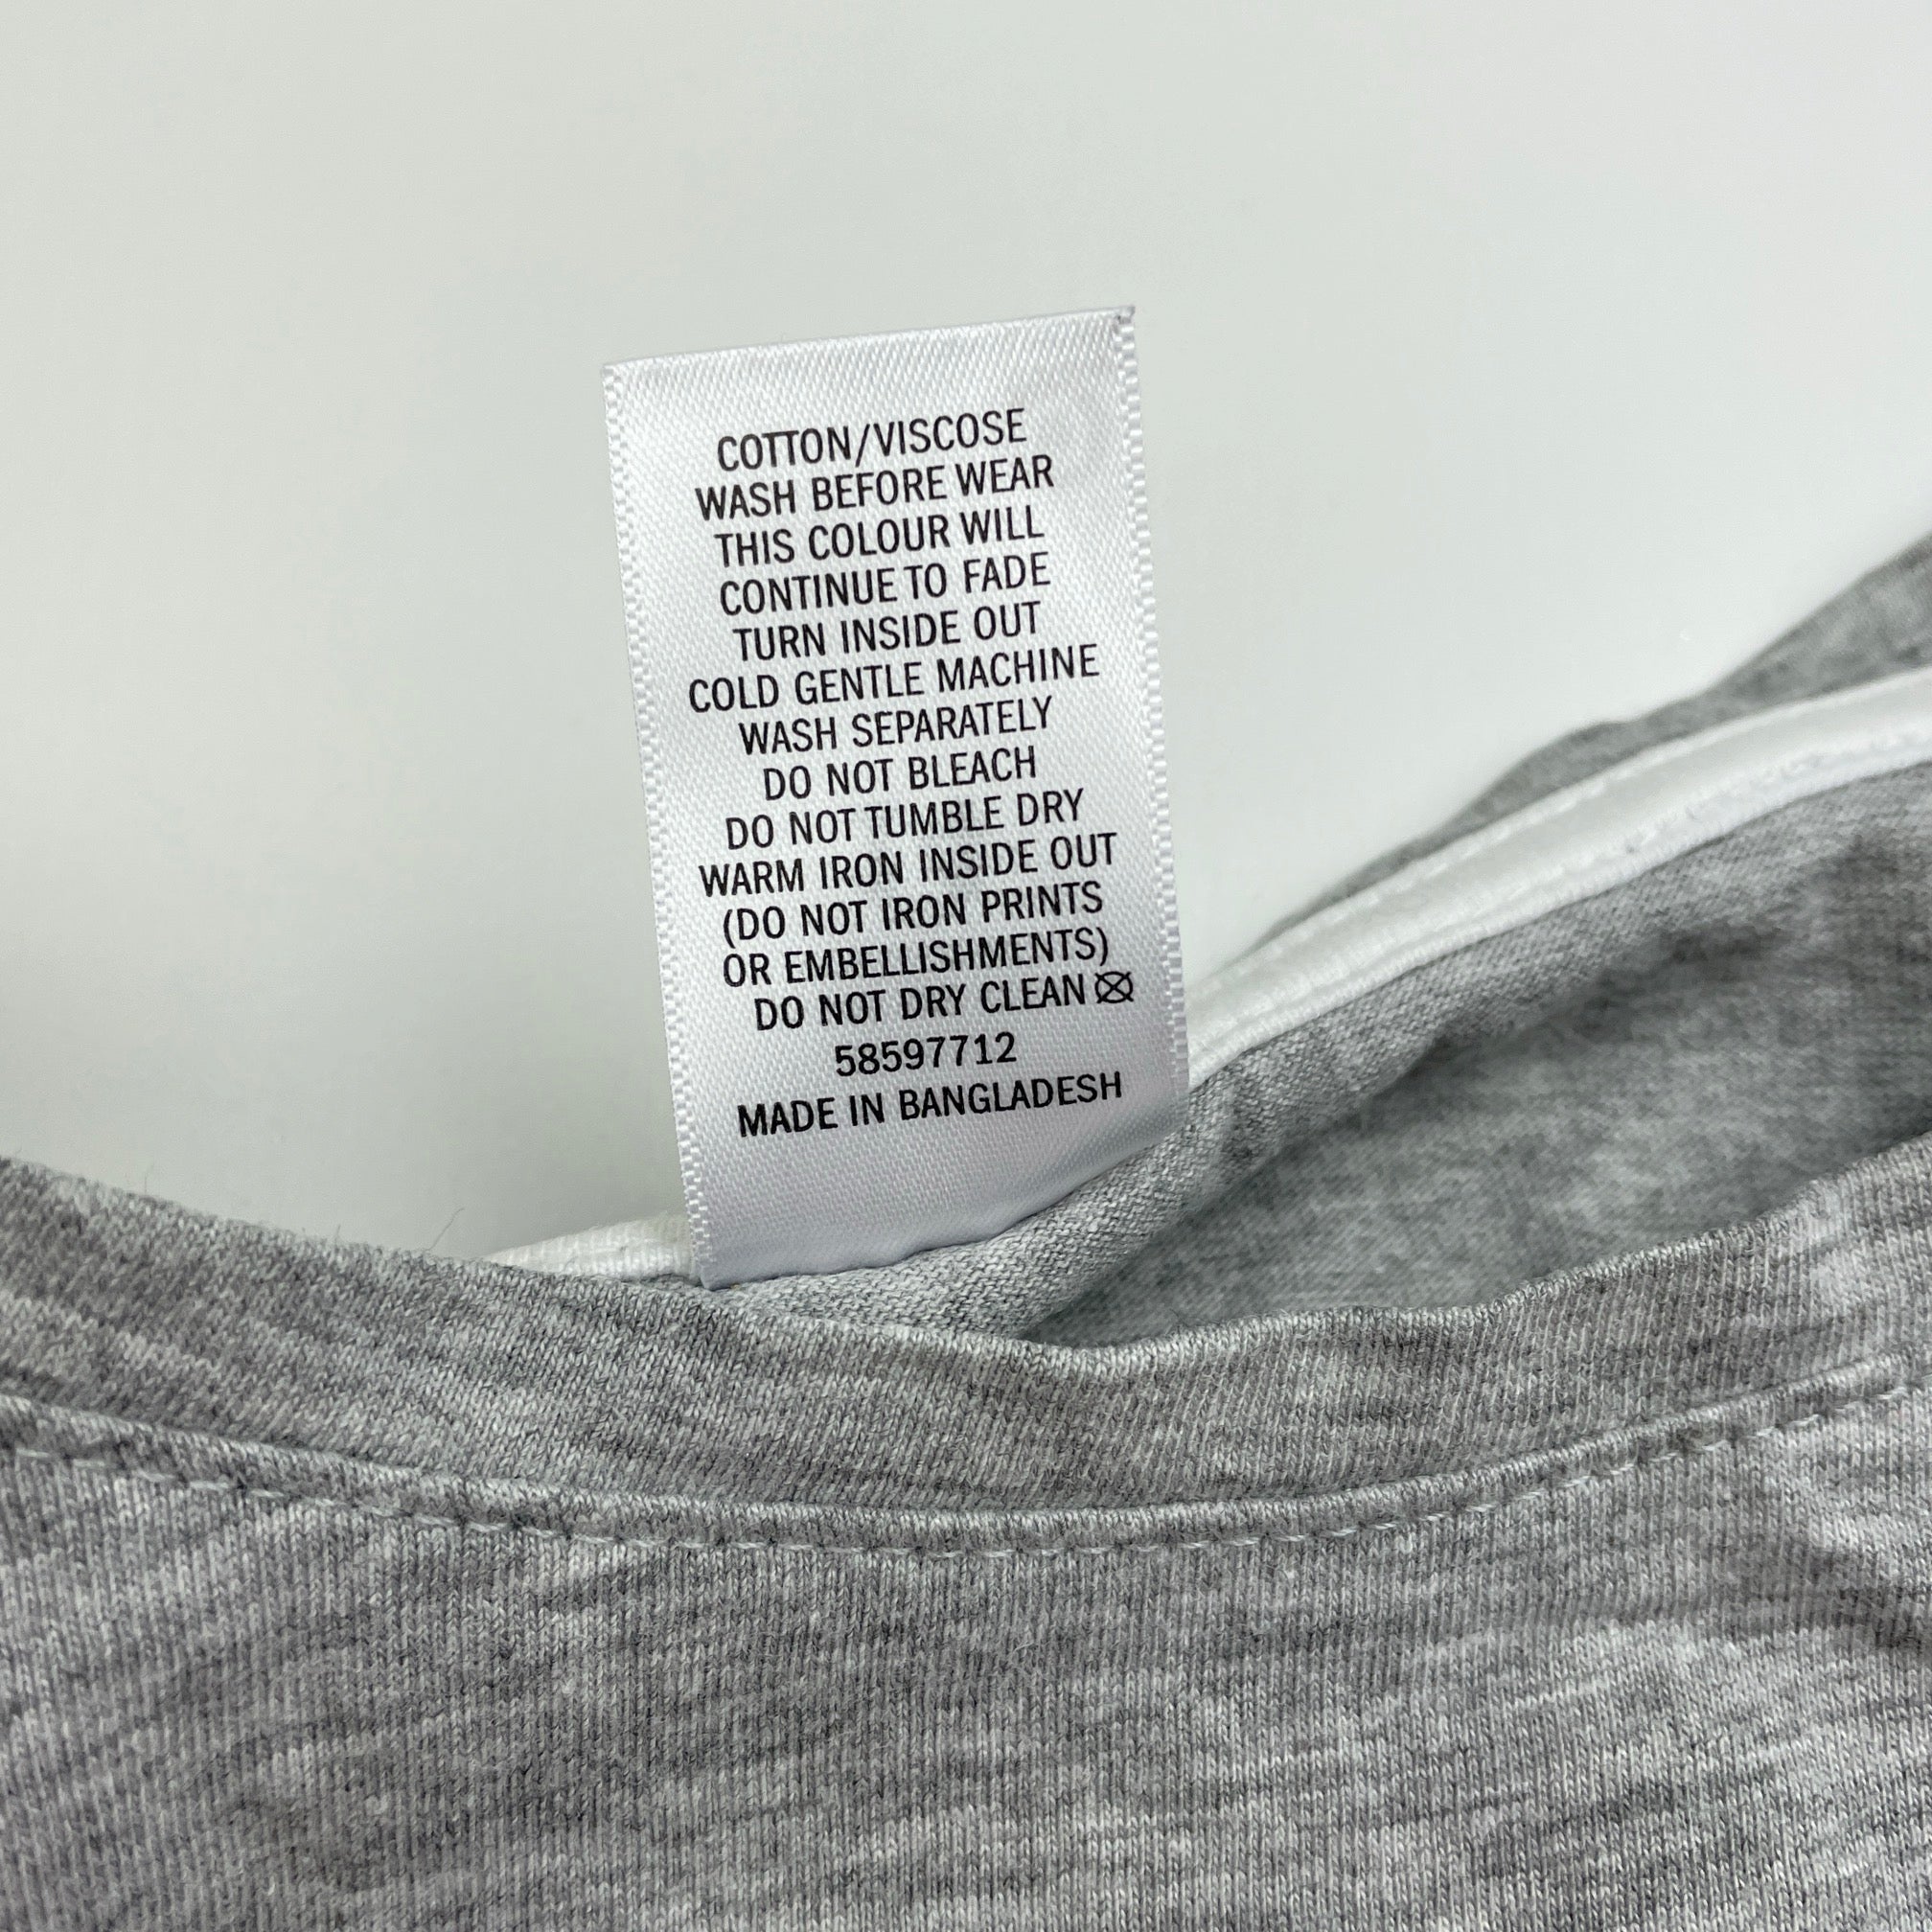 COTTON/VISCOSE
WASH BEFORE WEAR
THIS COLOUR WILL
CONTINUE TO FADE
TURN INSIDE OUT
COLD GENTLE MACHINE
WASH SEPARATELY
DO NOT BLEACH
DO NOT TUMBLE DRY
WARM IRON INSIDE OUT
(DO NOT IRON PRINTS
OR EMBELLISHMENTS)
DO NOT DRY CLEAN
58597712
MADE IN BANGLADESH